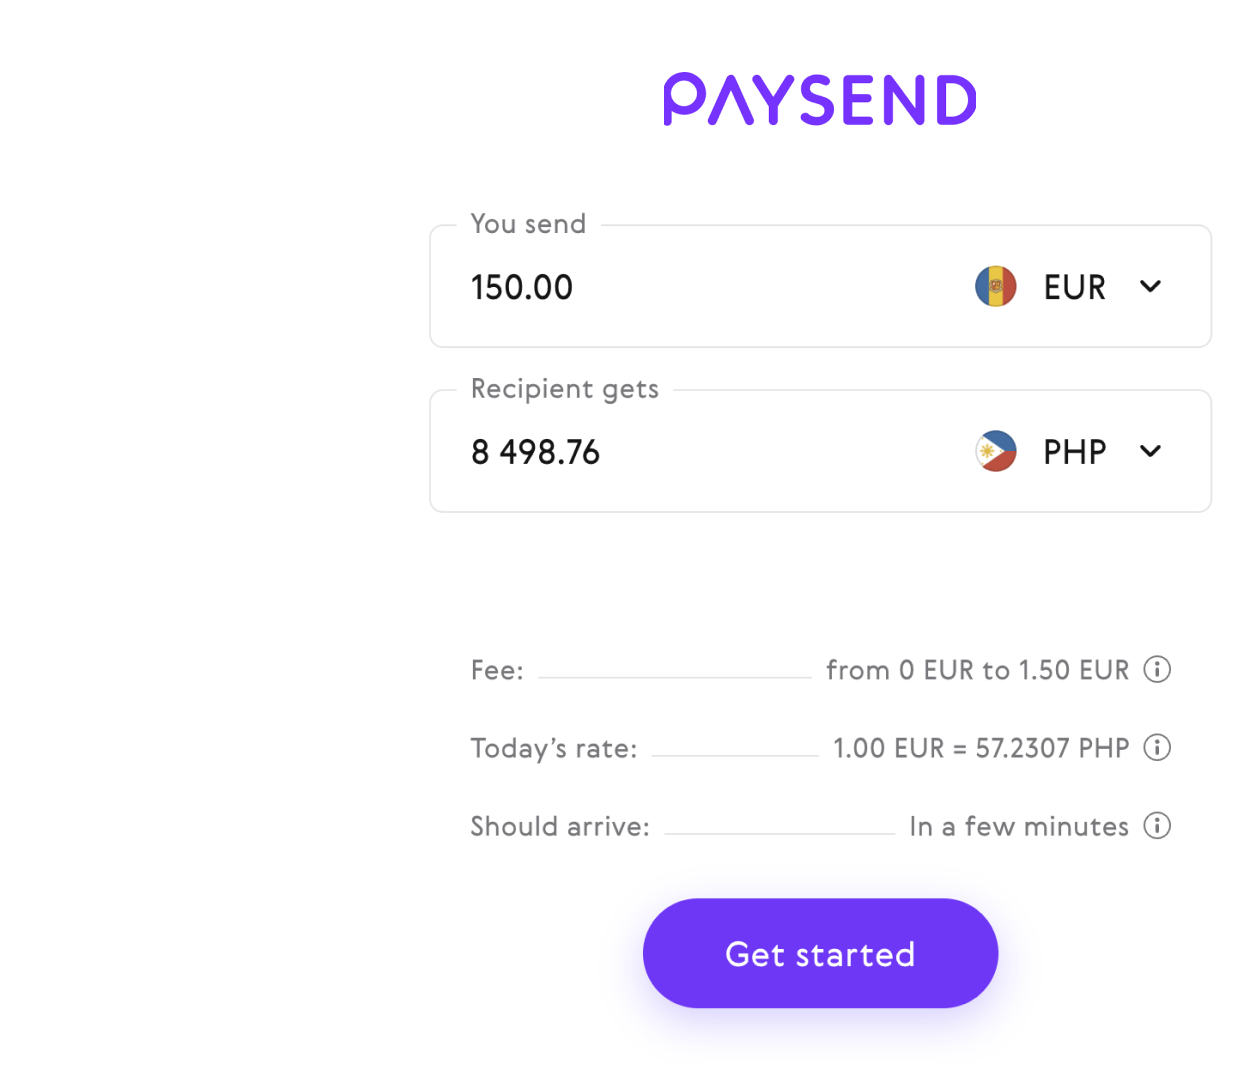 PAYSEND
You send
150.00 EUR
Recipient gets
8 498.76 PHP
Fee: from 0 EUR to 1.50 EUR
Today’s rate: 1.00 EUR = 57.2307 PHP
Should arrive: In a few minutes
Get started